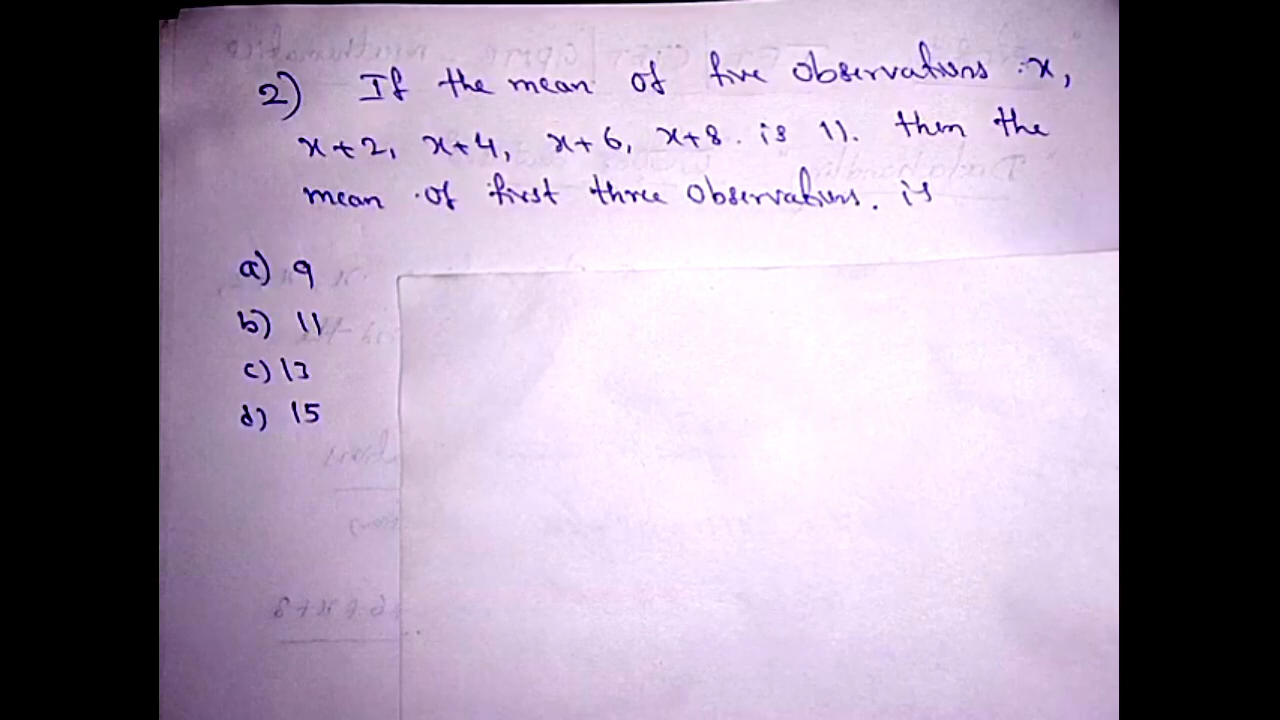 2) If the mean of five observations x,
x+2, x+4, x+6, x+8. is 11. then the
mean of first three observations. is
a) 9
b) 11
c) 13
d) 15